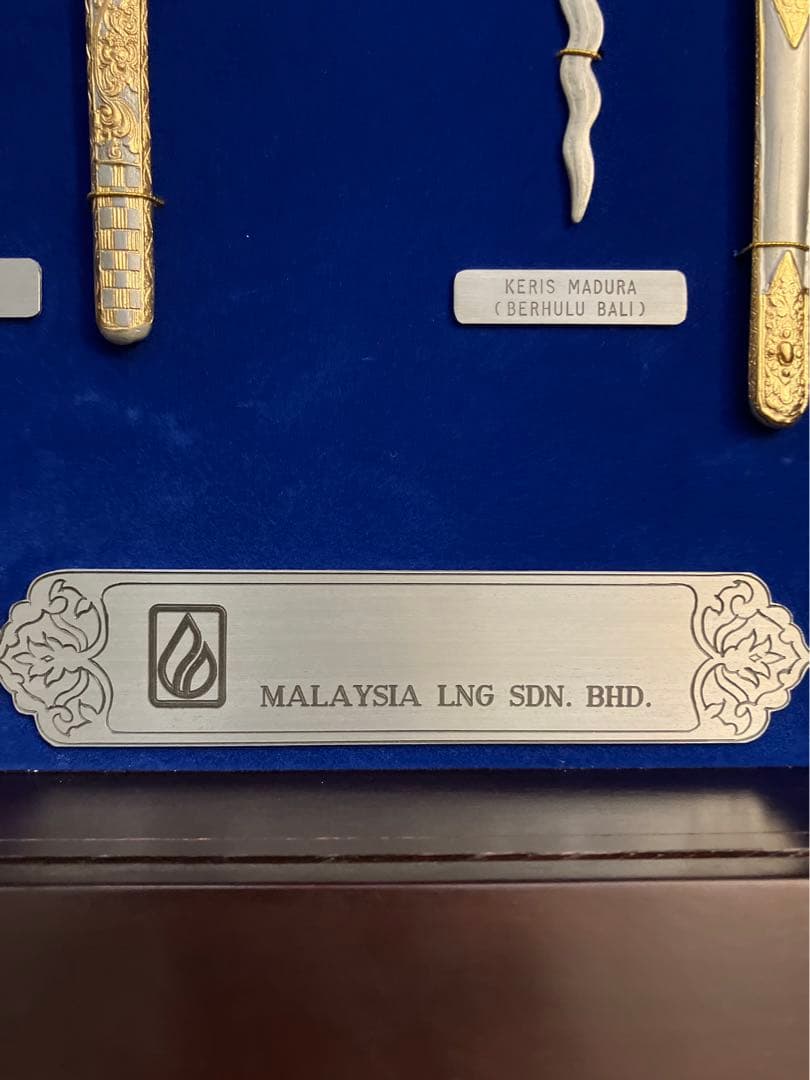 KERIS MADURA
(BERHULU BALI)
MALAYSIA LNG SDN. BHD.